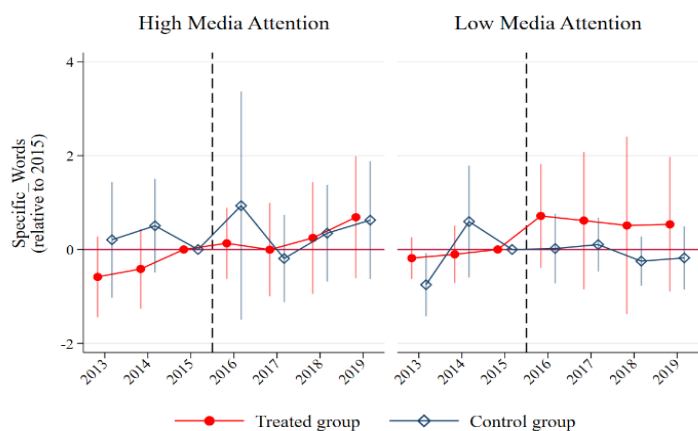 High Media Attention
Low Media Attention
Specific_Words
(relative to 2015)
4
2
0
-2
2013 2014 2015 2016 2017 2018 2019
2013 2014 2015 2016 2017 2018 2019
Treated group
Control group